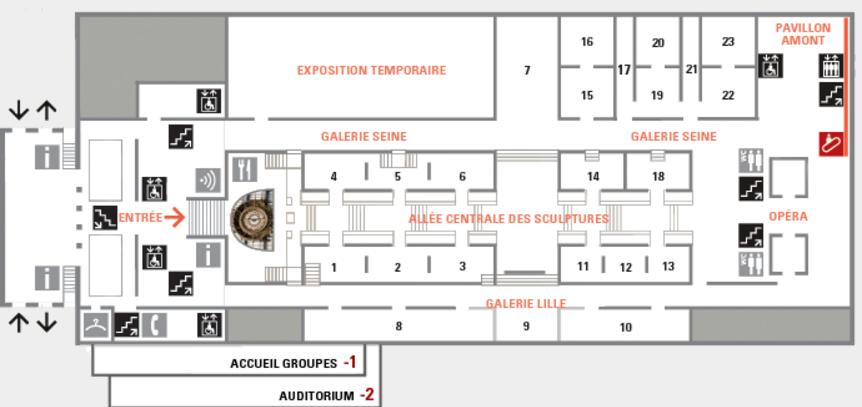 16
20
23
PAVILLON
AMONT
EXPOSITION TEMPORAIRE
7
17
21
15
19
22
GALERIE SEINE
GALERIE SEINE
i
4
5
6
14
18
WC
ENTRÉE
ALLÉE CENTRALE DES SCULPTURES
OPÉRA
i
i
1
2
3
11
12
13
WC
GALERIE LILLE
8
9
10
ACCUEIL GROUPES -1
AUDITORIUM -2